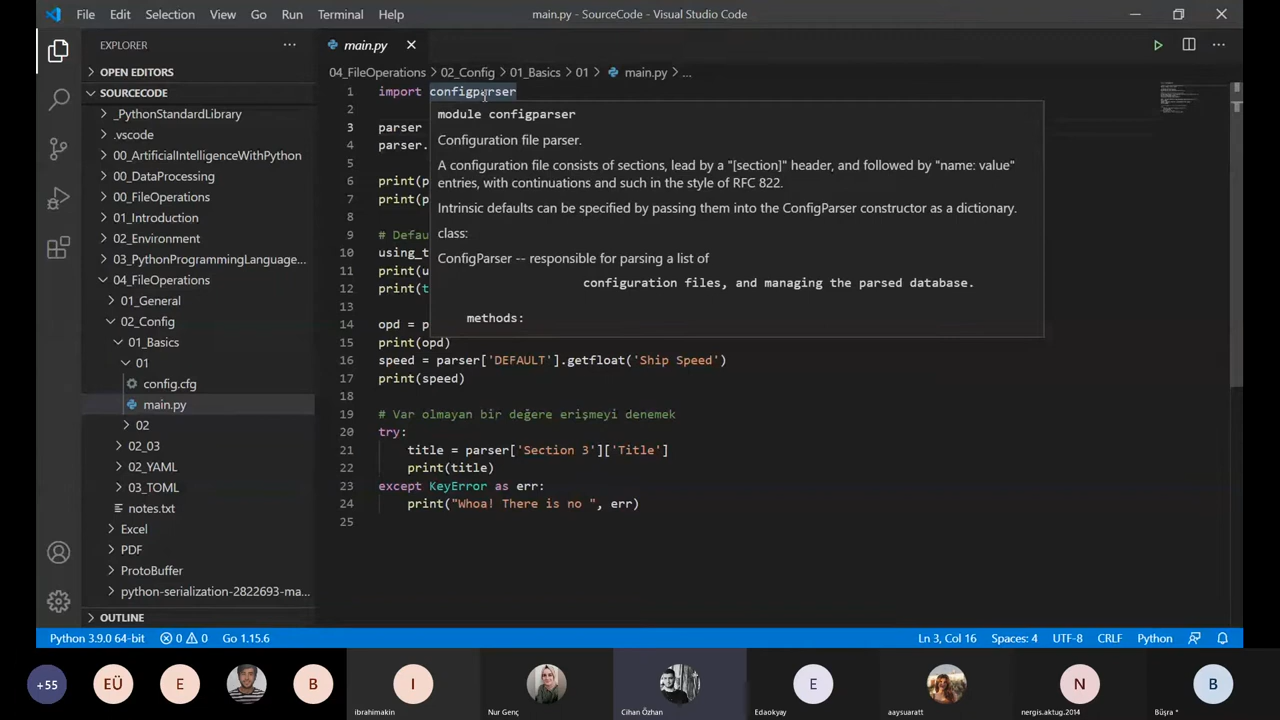 File Edit Selection View Go Run Terminal Help main.py - SourceCode - Visual Studio Code
EXPLORER
OPEN EDITORS
SOURCECODE
_PythonStandardLibrary
.vscode
00_ArtificialIntelligenceWithPython
00_DataProcessing
00_FileOperations
01_Introduction
02_Environment
03_PythonProgrammingLanguage...
04_FileOperations
01_General
02_Config
01_Basics
01
config.cfg
main.py
02
02_03
02_YAML
03_TOML
notes.txt
Excel
PDF
ProtoBuffer
python-serialization-2822693-ma...
OUTLINE
main.py
04_FileOperations > 02_Config > 01_Basics > 01 > main.py > ...
1 import configparser
2
3 parser
4 parser.
5
6 print(p
7 print(p
8
9 # Defau
10 using_t
11 print(u
12 print(t
13
14 opd = p
15 print(opd)
16 speed = parser['DEFAULT'].getfloat('Ship Speed')
17 print(speed)
18
19 # Var olmayan bir değere erişmeyi denemek
20 try:
21 title = parser['Section 3']['Title']
22 print(title)
23 except KeyError as err:
24 print("Whoa! There is no ", err)
25
module configparser
Configuration file parser.
A configuration file consists of sections, lead by a "[section]" header, and followed by "name: value"
entries, with continuations and such in the style of RFC 822.
Intrinsic defaults can be specified by passing them into the ConfigParser constructor as a dictionary.
class:
ConfigParser -- responsible for parsing a list of
configuration files, and managing the parsed database.
methods:
Python 3.9.0 64-bit 0 0 Go 1.15.6 Ln 3, Col 16 Spaces: 4 UTF-8 CRLF Python
+55 EÜ E B I E N B
ibrahimakin Nur Genç Cihan Özhan Edaokyay aaysuaratt nergis.aktug.2014 Büşra *